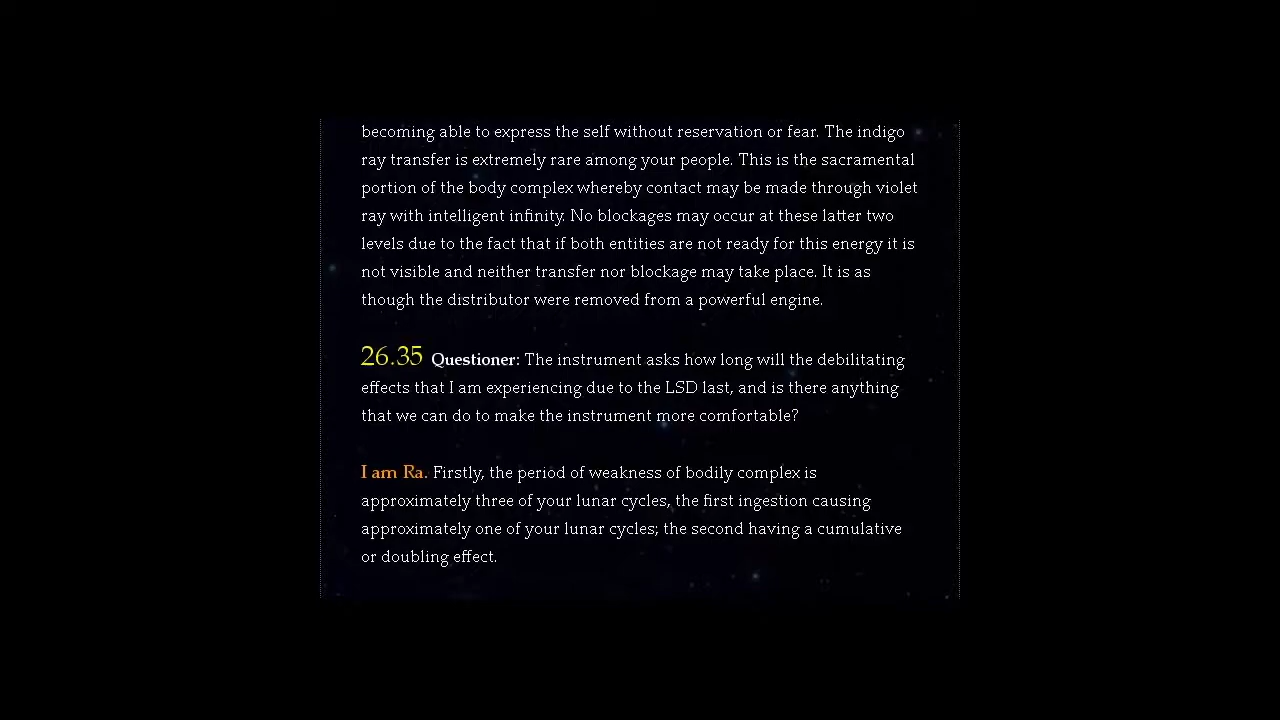 becoming able to express the self without reservation or fear. The indigo
ray transfer is extremely rare among your people. This is the sacramental
portion of the body complex whereby contact may be made through violet
ray with intelligent infinity. No blockages may occur at these latter two
levels due to the fact that if both entities are not ready for this energy it is
not visible and neither transfer nor blockage may take place. It is as
though the distributor were removed from a powerful engine.
26.35 Questioner: The instrument asks how long will the debilitating
effects that I am experiencing due to the LSD last, and is there anything
that we can do to make the instrument more comfortable?
I am Ra. Firstly, the period of weakness of bodily complex is
approximately three of your lunar cycles, the first ingestion causing
approximately one of your lunar cycles; the second having a cumulative
or doubling effect.